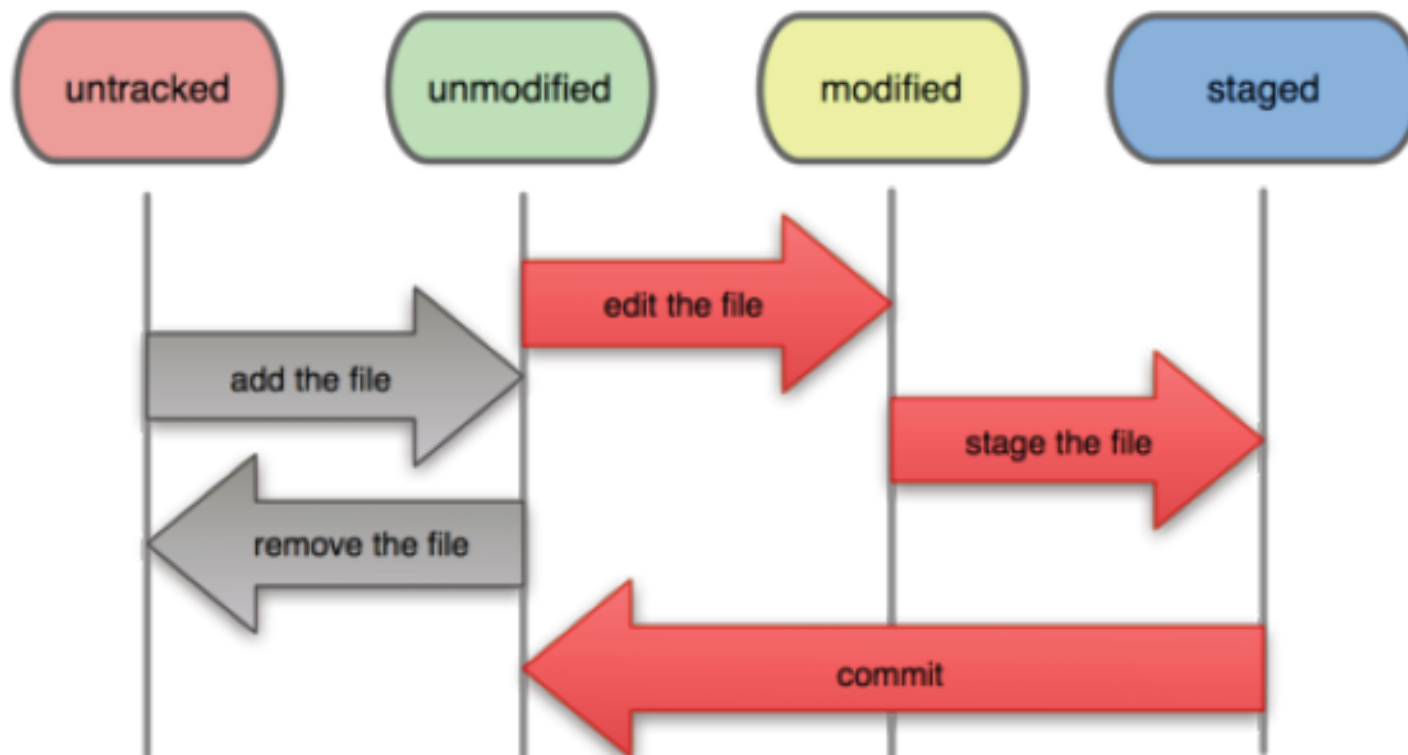 untracked
unmodified
modified
staged
edit the file
add the file
stage the file
remove the file
commit